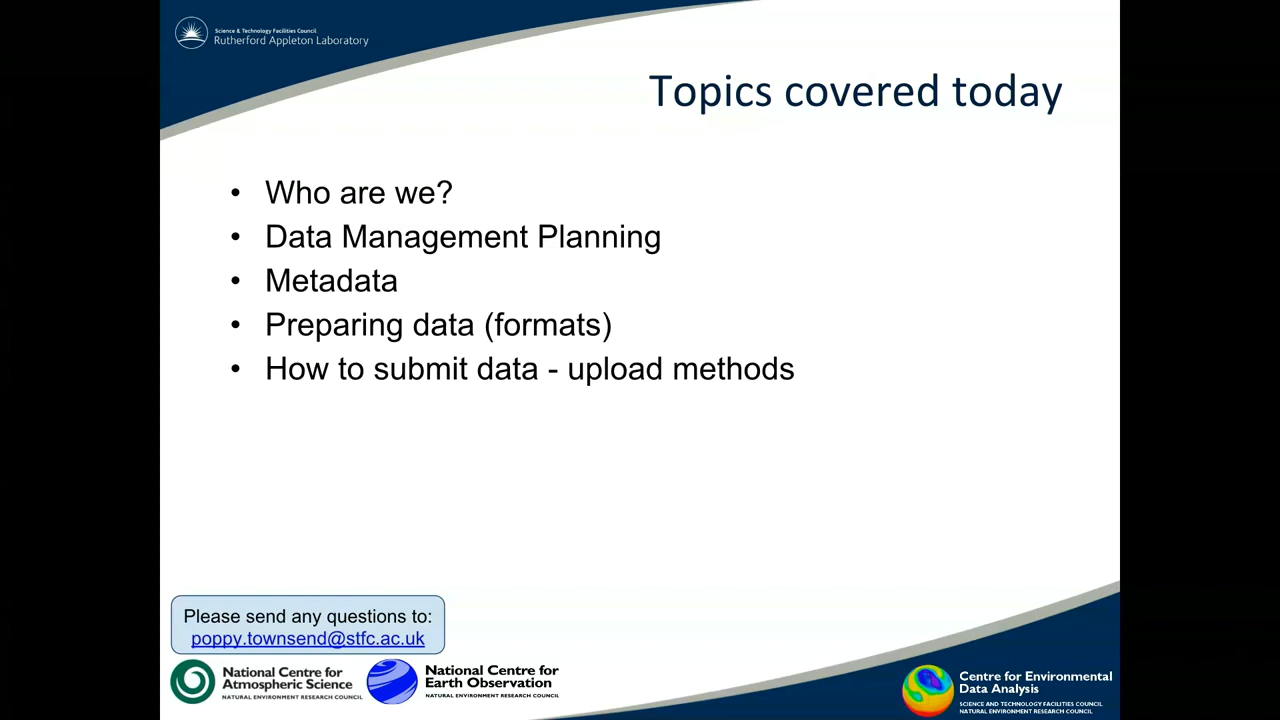 Science & Technology Facilities Council
Rutherford Appleton Laboratory
Topics covered today
• Who are we?
• Data Management Planning
• Metadata
• Preparing data (formats)
• How to submit data - upload methods
Please send any questions to:
poppy.townsend@stfc.ac.uk
National Centre for
Atmospheric Science
NATURAL ENVIRONMENT RESEARCH COUNCIL
National Centre for
Earth Observation
NATURAL ENVIRONMENT RESEARCH COUNCIL
Centre for Environmental
Data Analysis
SCIENCE AND TECHNOLOGY FACILITIES COUNCIL
NATURAL ENVIRONMENT RESEARCH COUNCIL